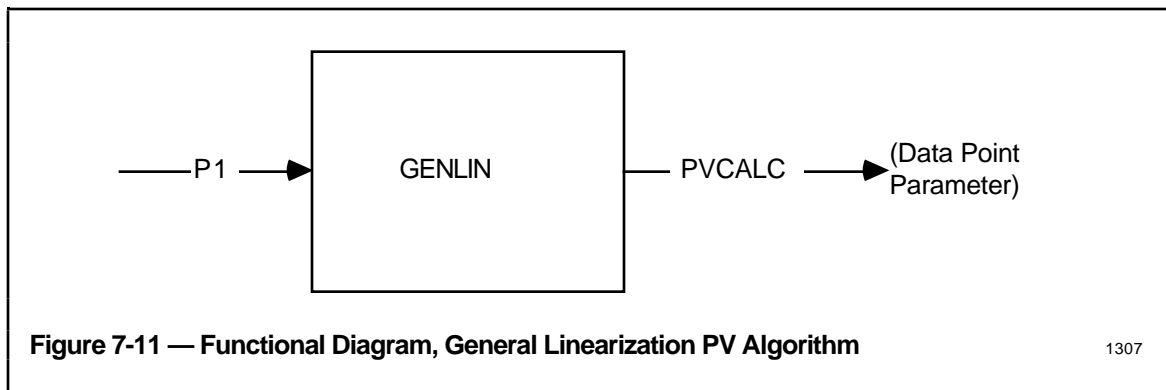 P1
GENLIN
PVCALC
(Data Point
Parameter)
Figure 7-11 — Functional Diagram, General Linearization PV Algorithm
1307